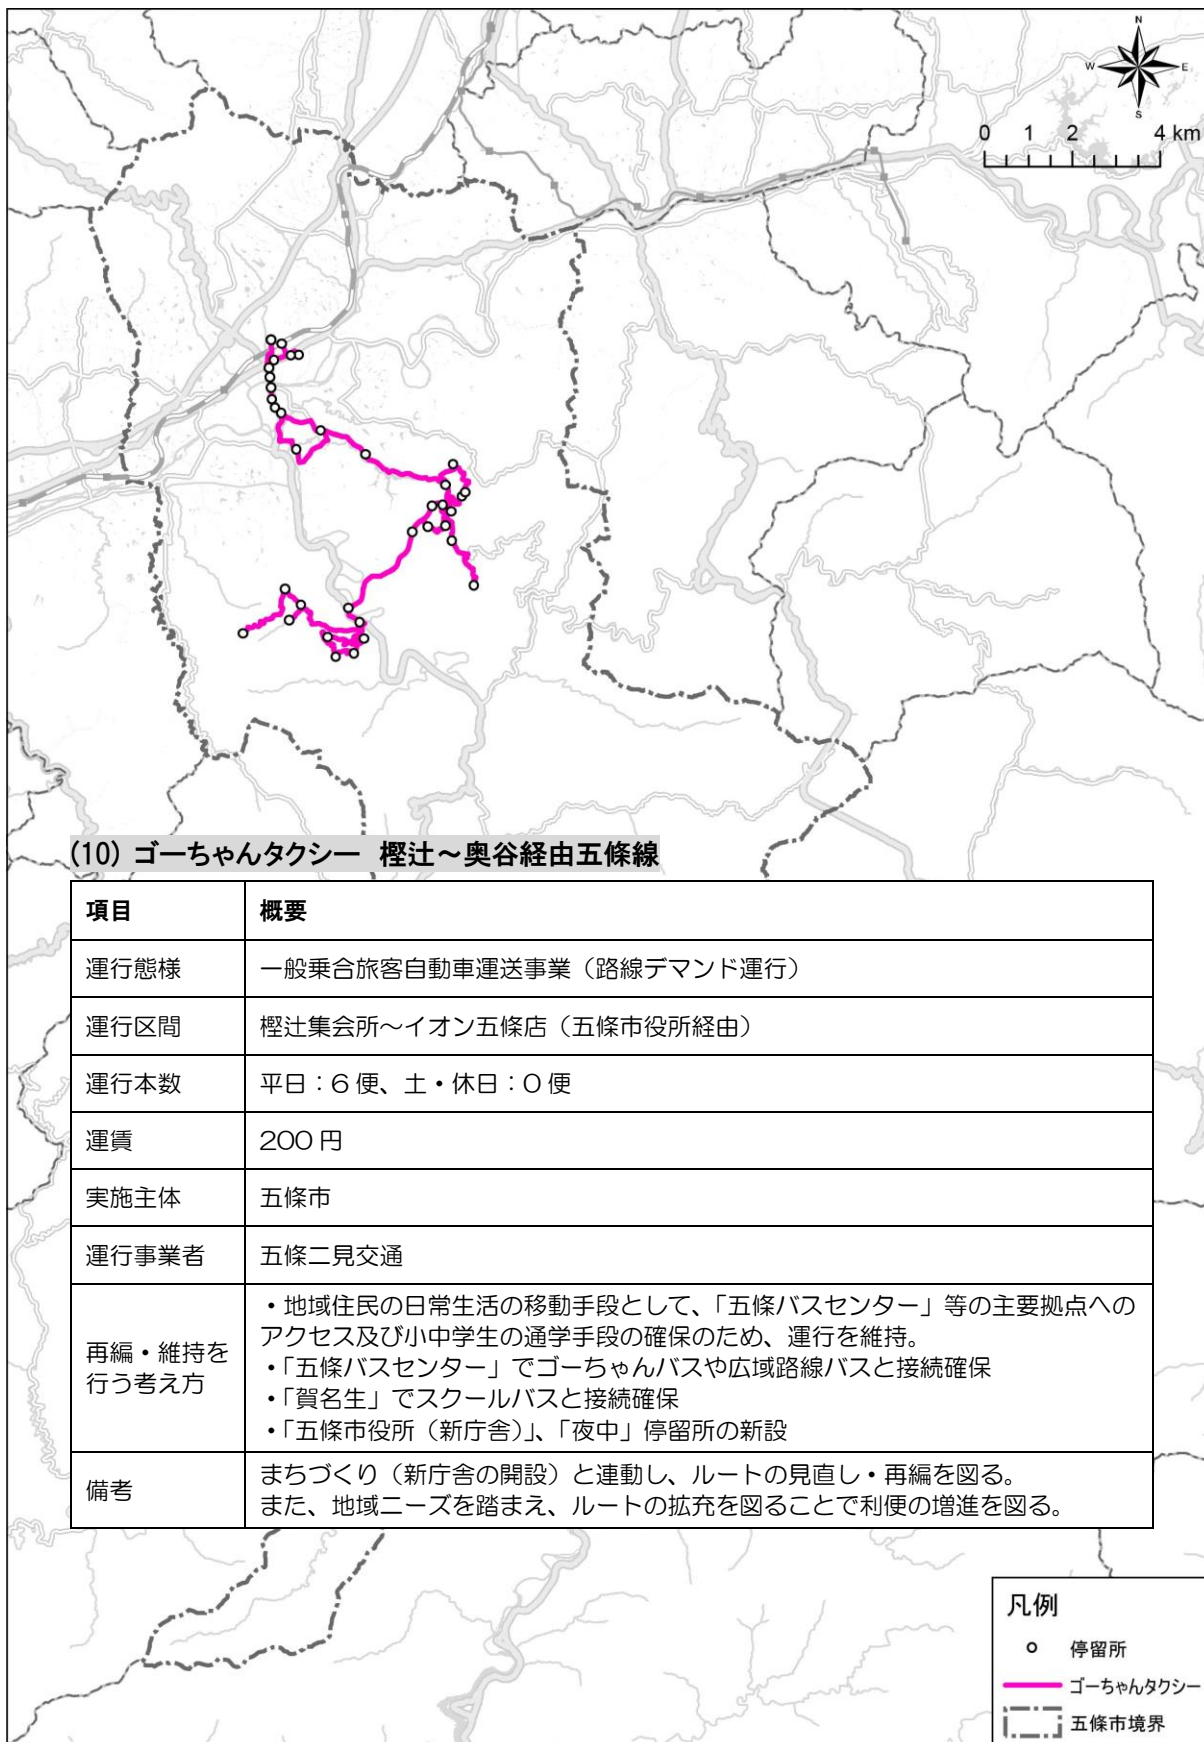 N
W
E
S
0 1 2 4 km
(10) ゴーちゃんタクシー 樫辻～奥谷経由五條線
項目 概要
運行態様 一般乗合旅客自動車運送事業（路線デマンド運行）
運行区間 樫辻集会所～イオン五條店（五條市役所経由）
運行本数 平日：6便、土・休日：0便
運賃 200円
実施主体 五條市
運行事業者 五條二見交通
再編・維持を
行う考え方
・地域住民の日常生活の移動手段として、「五條バスセンター」等の主要拠点への
アクセス及び小中学生の通学手段の確保のため、運行を維持。
・「五條バスセンター」でゴーちゃんバスや広域路線バスと接続確保
・「賀名生」でスクールバスと接続確保
・「五條市役所（新庁舎）」、「夜中」停留所の新設
備考
まちづくり（新庁舎の開設）と連動し、ルートの見直し・再編を図る。
また、地域ニーズを踏まえ、ルートの拡充を図ることで利便の増進を図る。
凡例
停留所
ゴーちゃんタクシー
五條市境界